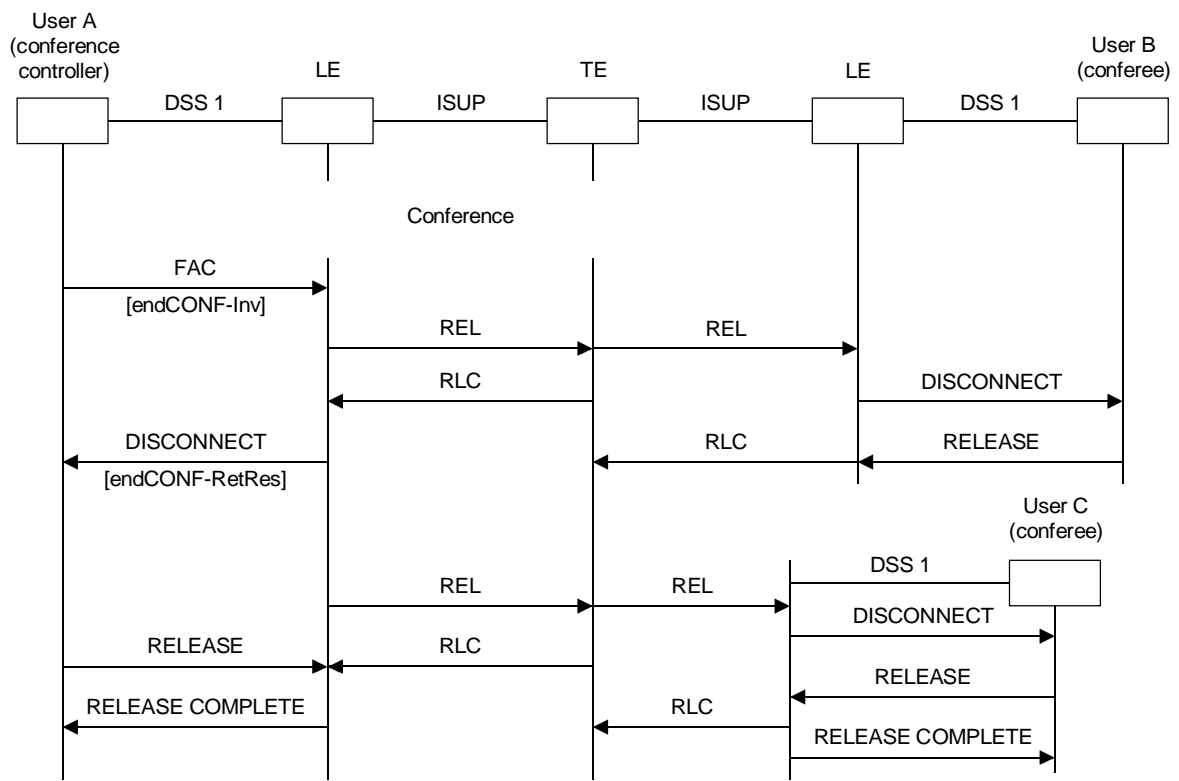 User A
(conference
controller)
LE
TE
LE
User B
(conferee)
DSS 1
ISUP
ISUP
DSS 1
Conference
FAC
[endCONF-Inv]
REL
REL
RLC
DISCONNECT
DISCONNECT
[endCONF-RetRes]
RLC
RELEASE
User C
(conferee)
DSS 1
REL
REL
DISCONNECT
RELEASE
RLC
RELEASE
RELEASE COMPLETE
RLC
RELEASE COMPLETE